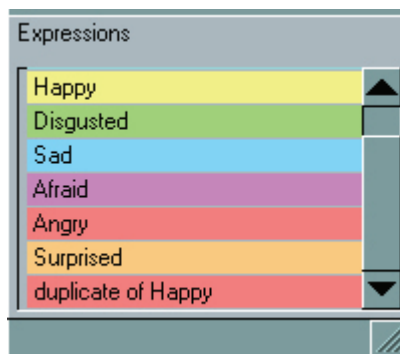 Expressions
Happy
Disgusted
Sad
Afraid
Angry
Surprised
duplicate of Happy